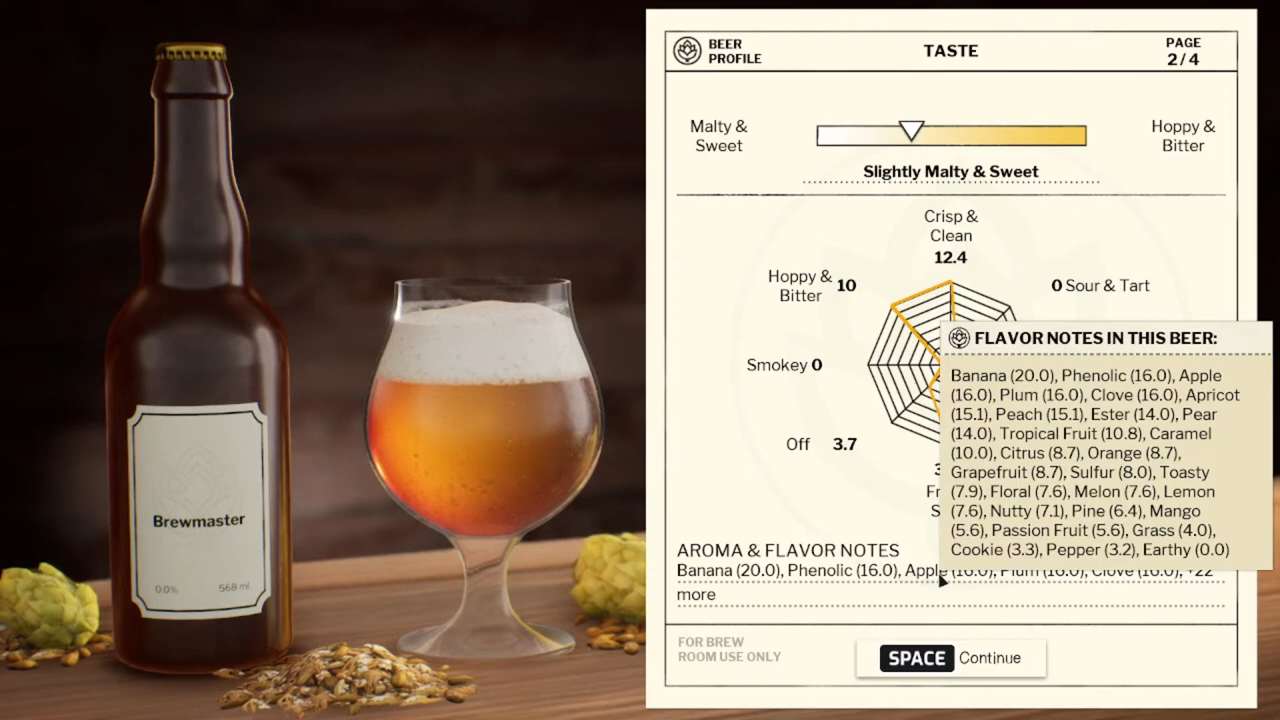 BEER
PROFILE
TASTE
PAGE
2 / 4
Malty &
Sweet
Hoppy &
Bitter
Slightly Malty & Sweet
Crisp &
Clean
12.4
Hoppy &
Bitter
10
0 Sour & Tart
Smokey 0
Off 3.7
FLAVOR NOTES IN THIS BEER:
Banana (20.0), Phenolic (16.0), Apple
(16.0), Plum (16.0), Clove (16.0), Apricot
(15.1), Peach (15.1), Ester (14.0), Pear
(14.0), Tropical Fruit (10.8), Caramel
(10.0), Citrus (8.7), Orange (8.7),
Grapefruit (8.7), Sulfur (8.0), Toasty
(7.9), Floral (7.6), Melon (7.6), Lemon
(7.6), Nutty (7.1), Pine (6.4), Mango
(5.6), Passion Fruit (5.6), Grass (4.0),
Cookie (3.3), Pepper (3.2), Earthy (0.0)
AROMA & FLAVOR NOTES
Banana (20.0), Phenolic (16.0), Apple (16.0), Plum (16.0), Clove (16.0), +22
more
FOR BREW
ROOM USE ONLY
SPACE Continue
Brewmaster
0.0% 568 ml